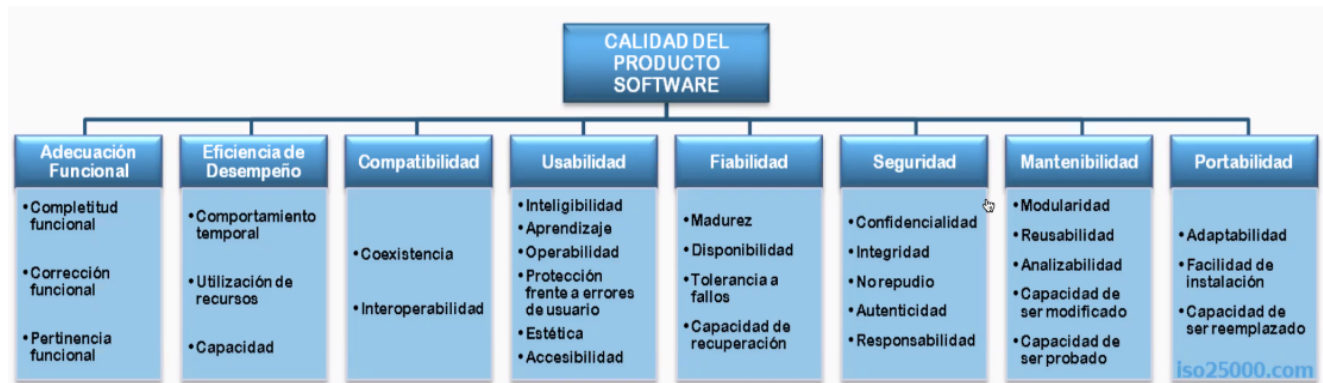 CALIDAD DEL
PRODUCTO
SOFTWARE
Adecuación
Funcional
• Completitud
funcional
• Corrección
funcional
• Pertinencia
funcional
Eficiencia de
Desempeño
• Comportamiento
temporal
• Utilización de
recursos
• Capacidad
Compatibilidad
• Coexistencia
• Interoperabilidad
Usabilidad
• Inteligibilidad
• Aprendizaje
• Operabilidad
• Protección
frente a errores
de usuario
• Estética
• Accesibilidad
Fiabilidad
• Madurez
• Disponibilidad
• Tolerancia a
fallos
• Capacidad de
recuperación
Seguridad
• Confidencialidad
• Integridad
• No repudio
• Autenticidad
• Responsabilidad
Mantenibilidad
• Modularidad
• Reusabilidad
• Analizabilidad
• Capacidad de
ser modificado
• Capacidad de
ser probado
Portabilidad
• Adaptabilidad
• Facilidad de
instalación
• Capacidad de
ser reemplazado
iso25000.com